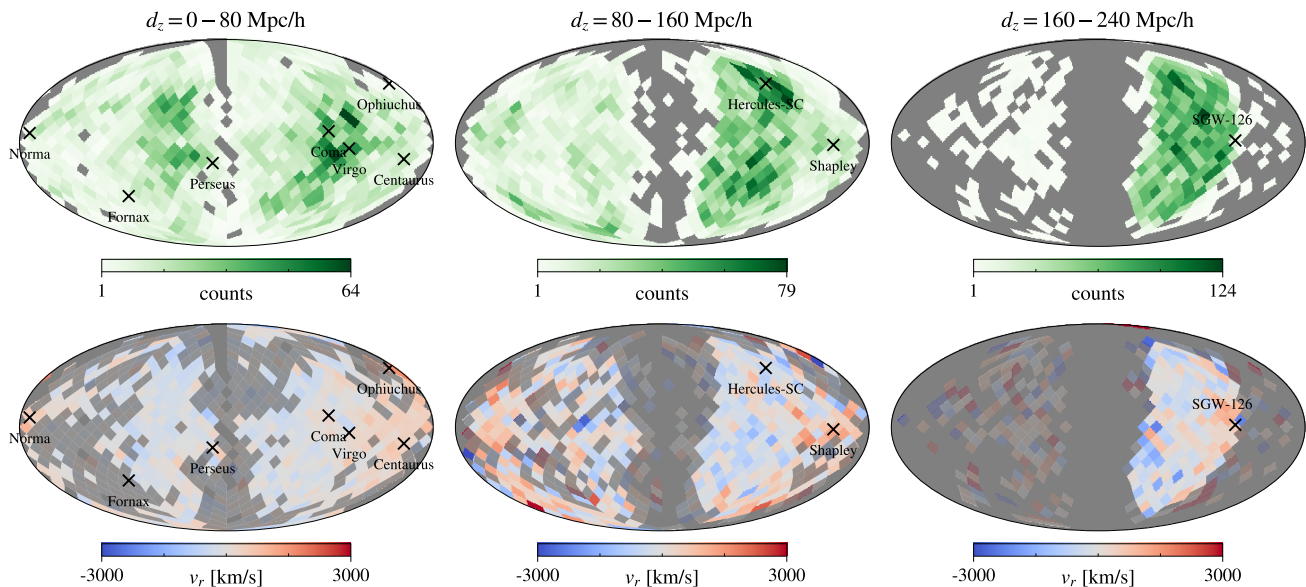 d_z = 0 − 80 Mpc/h
d_z = 80 − 160 Mpc/h
d_z = 160 − 240 Mpc/h
Ophiuchus
Norma
Coma
Virgo
Perseus
Centaurus
Fornax
Hercules-SC
Shapley
SGW-126
1 counts 64
1 counts 79
1 counts 124
Ophiuchus
Norma
Coma
Virgo
Perseus
Centaurus
Fornax
Hercules-SC
Shapley
SGW-126
-3000 v_r [km/s] 3000
-3000 v_r [km/s] 3000
-3000 v_r [km/s] 3000